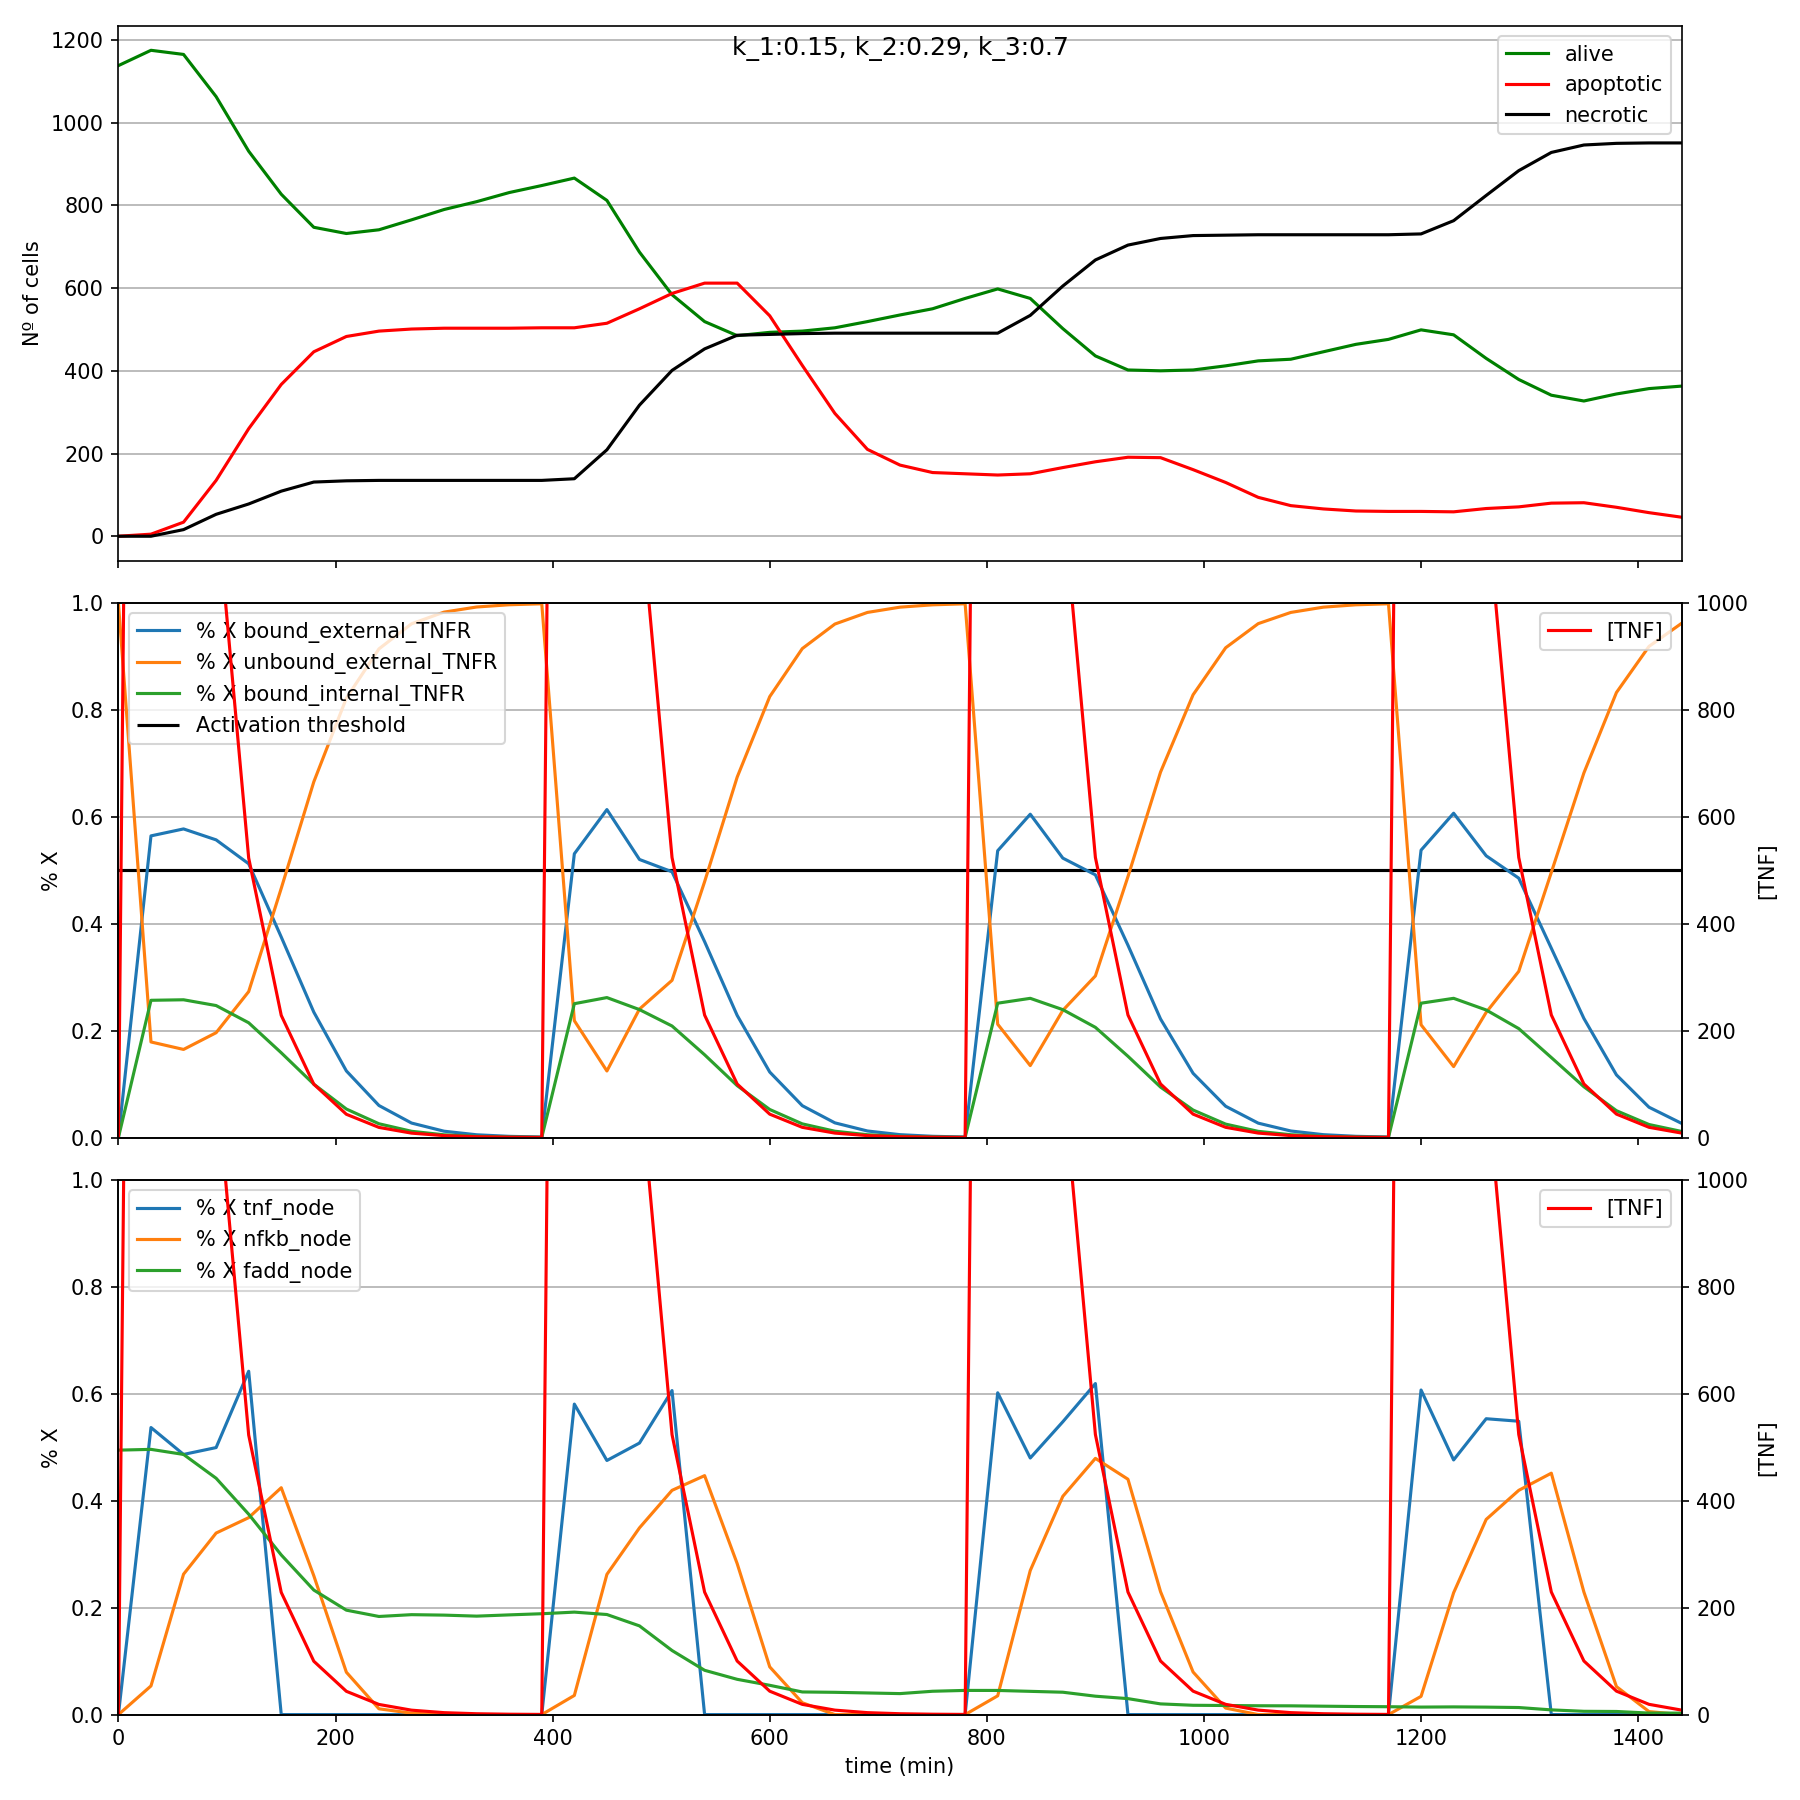 k_1:0.15, k_2:0.29, k_3:0.7
alive
apoptotic
necrotic
1200
1000
800
600
400
200
0
Nº of cells
% X bound_external_TNFR
% X unbound_external_TNFR
% X bound_internal_TNFR
Activation threshold
[TNF]
1.0
0.8
0.6
0.4
0.2
0.0
% X
1000
800
600
400
200
0
[TNF]
% X tnf_node
% X nfkb_node
% X fadd_node
[TNF]
1.0
0.8
0.6
0.4
0.2
0.0
% X
1000
800
600
400
200
0
[TNF]
0 200 400 600 800 1000 1200 1400
time (min)